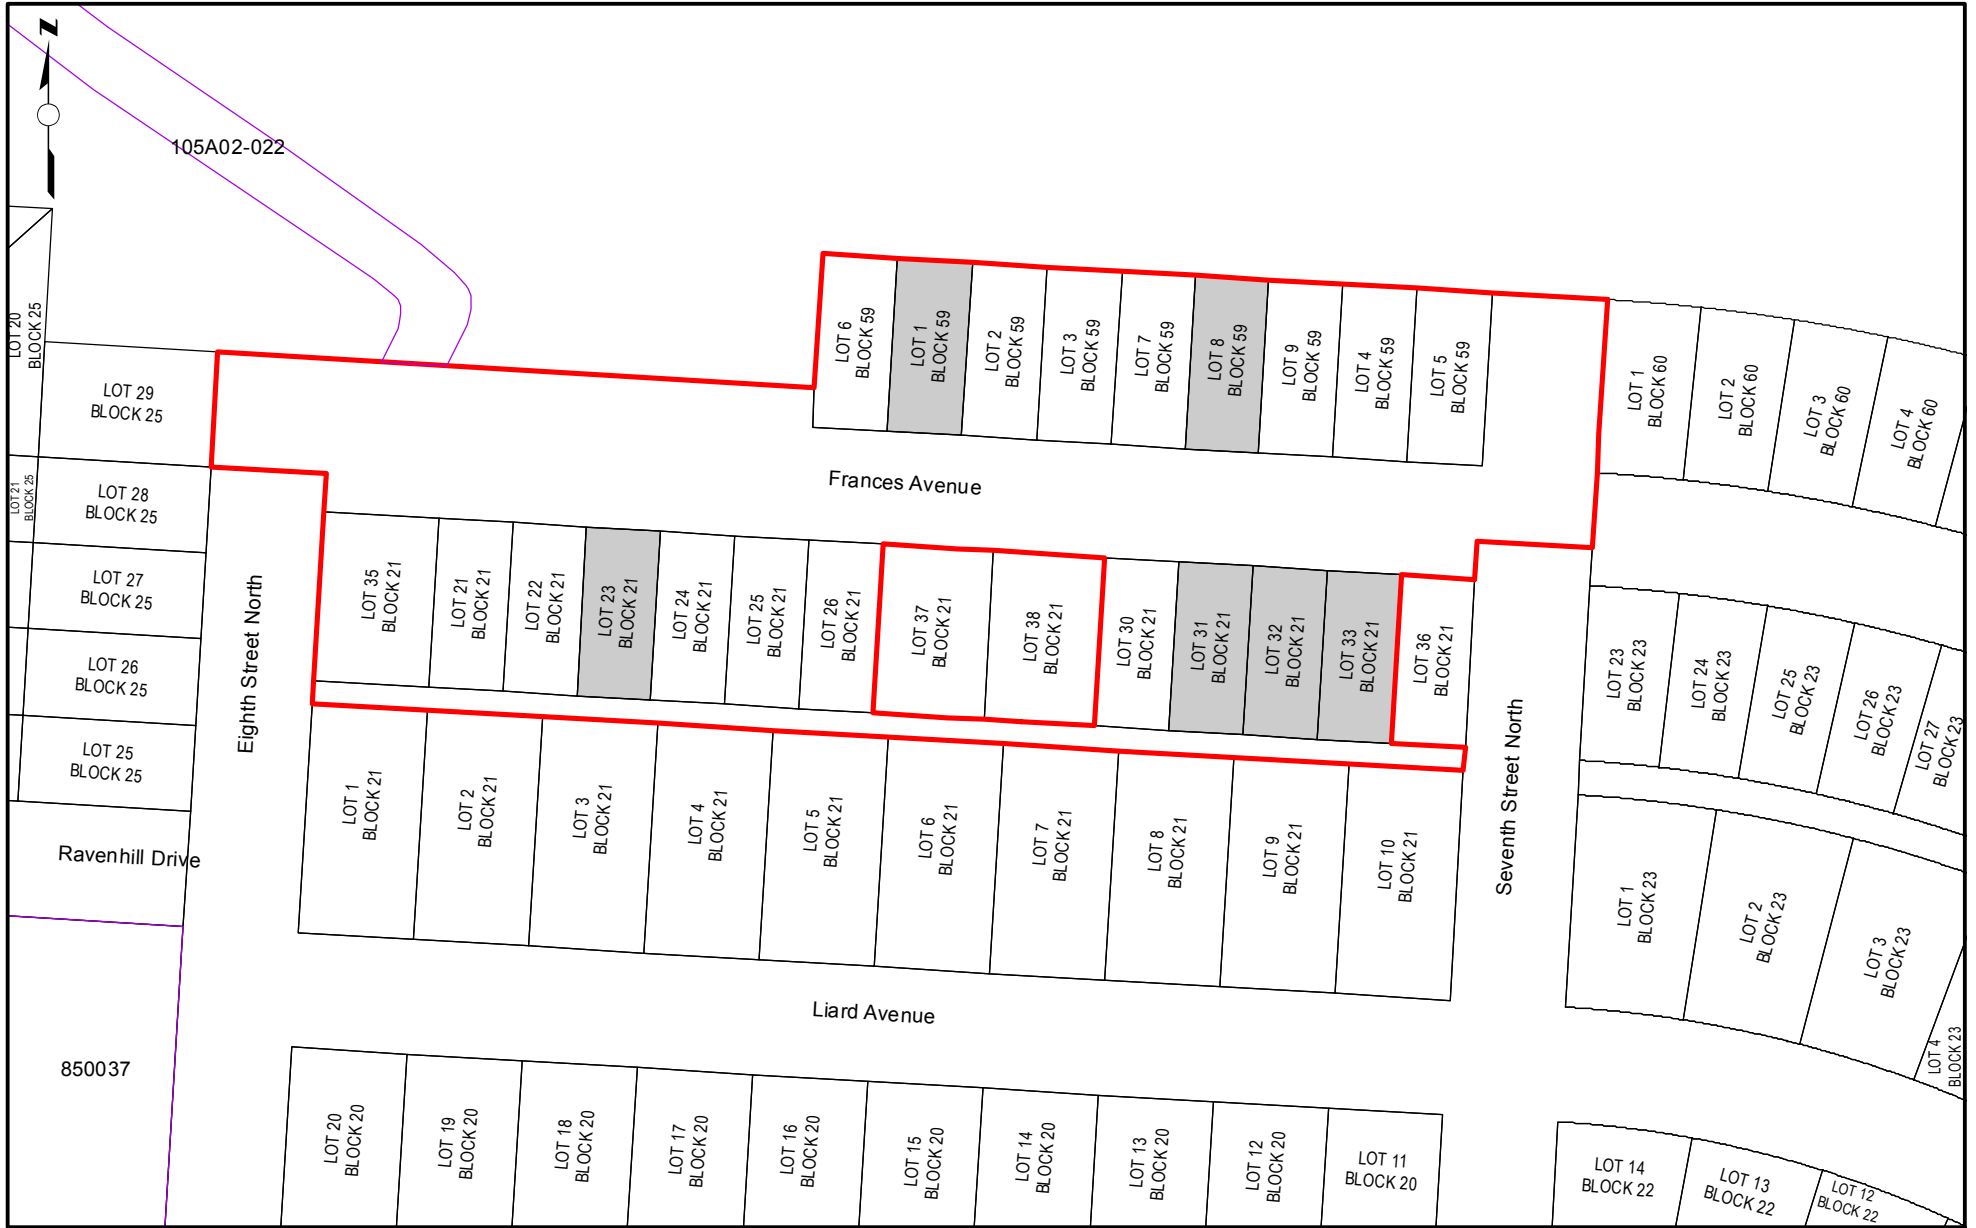 N
105A02-022
LOT 20
BLOCK 25
LOT 29
BLOCK 25
LOT 21
BLOCK 25
LOT 28
BLOCK 25
LOT 27
BLOCK 25
LOT 26
BLOCK 25
LOT 25
BLOCK 25
Ravenhill Drive
850037
Eighth Street North
LOT 6
BLOCK 59
LOT 1
BLOCK 59
LOT 2
BLOCK 59
LOT 3
BLOCK 59
LOT 7
BLOCK 59
LOT 8
BLOCK 59
LOT 9
BLOCK 59
LOT 4
BLOCK 59
LOT 5
BLOCK 59
LOT 1
BLOCK 60
LOT 2
BLOCK 60
LOT 3
BLOCK 60
LOT 4
BLOCK 60
Frances Avenue
LOT 35
BLOCK 21
LOT 21
BLOCK 21
LOT 22
BLOCK 21
LOT 23
BLOCK 21
LOT 24
BLOCK 21
LOT 25
BLOCK 21
LOT 26
BLOCK 21
LOT 37
BLOCK 21
LOT 38
BLOCK 21
LOT 30
BLOCK 21
LOT 31
BLOCK 21
LOT 32
BLOCK 21
LOT 33
BLOCK 21
LOT 36
BLOCK 21
Seventh Street North
LOT 23
BLOCK 23
LOT 24
BLOCK 23
LOT 25
BLOCK 23
LOT 26
BLOCK 23
LOT 27
BLOCK 23
LOT 1
BLOCK 21
LOT 2
BLOCK 21
LOT 3
BLOCK 21
LOT 4
BLOCK 21
LOT 5
BLOCK 21
LOT 6
BLOCK 21
LOT 7
BLOCK 21
LOT 8
BLOCK 21
LOT 9
BLOCK 21
LOT 10
BLOCK 21
LOT 1
BLOCK 23
LOT 2
BLOCK 23
LOT 3
BLOCK 23
LOT 4
BLOCK 23
Liard Avenue
LOT 20
BLOCK 20
LOT 19
BLOCK 20
LOT 18
BLOCK 20
LOT 17
BLOCK 20
LOT 16
BLOCK 20
LOT 15
BLOCK 20
LOT 14
BLOCK 20
LOT 13
BLOCK 20
LOT 12
BLOCK 20
LOT 11
BLOCK 20
LOT 14
BLOCK 22
LOT 13
BLOCK 22
LOT 12
BLOCK 22